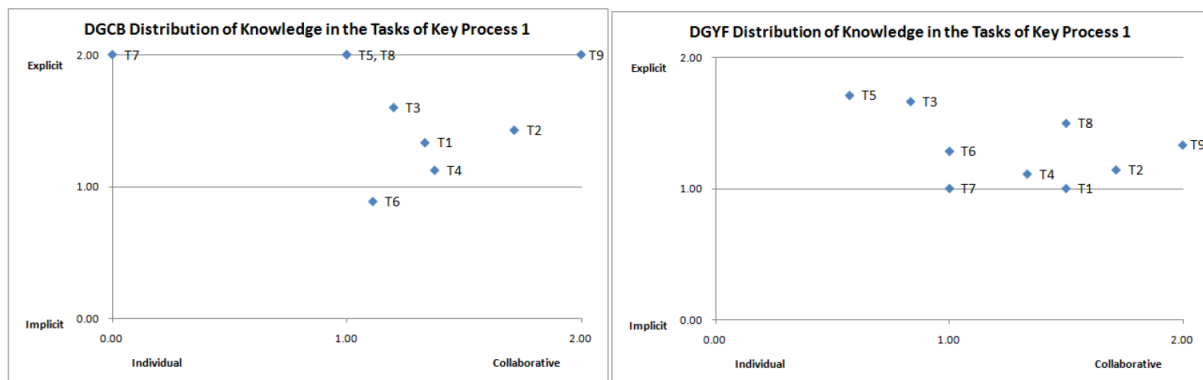 DGCB Distribution of Knowledge in the Tasks of Key Process 1
Explicit
2.00
T7
T5, T8
T9
T3
T2
T1
T4
1.00
T6
Implicit
0.00
0.00
1.00
2.00
Individual
Collaborative
DGYF Distribution of Knowledge in the Tasks of Key Process 1
2.00
Explicit
T5
T3
T8
T9
T6
T4
T2
1.00
T7
T1
Implicit
0.00
0.00
1.00
2.00
Individual
Collaborative